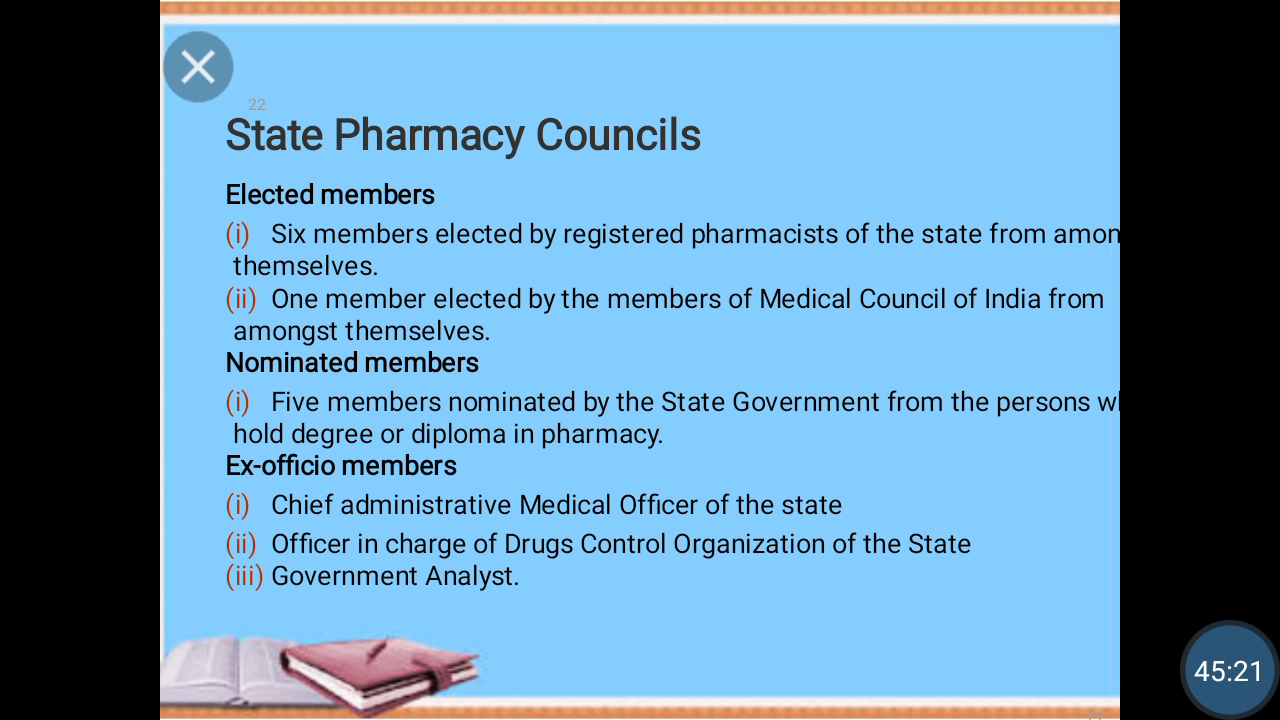 22
State Pharmacy Councils
Elected members
(i) Six members elected by registered pharmacists of the state from amon
themselves.
(ii) One member elected by the members of Medical Council of India from
amongst themselves.
Nominated members
(i) Five members nominated by the State Government from the persons
hold degree or diploma in pharmacy.
Ex-officio members
(i) Chief administrative Medical Officer of the state
(ii) Officer in charge of Drugs Control Organization of the State
(iii) Government Analyst.
45:21